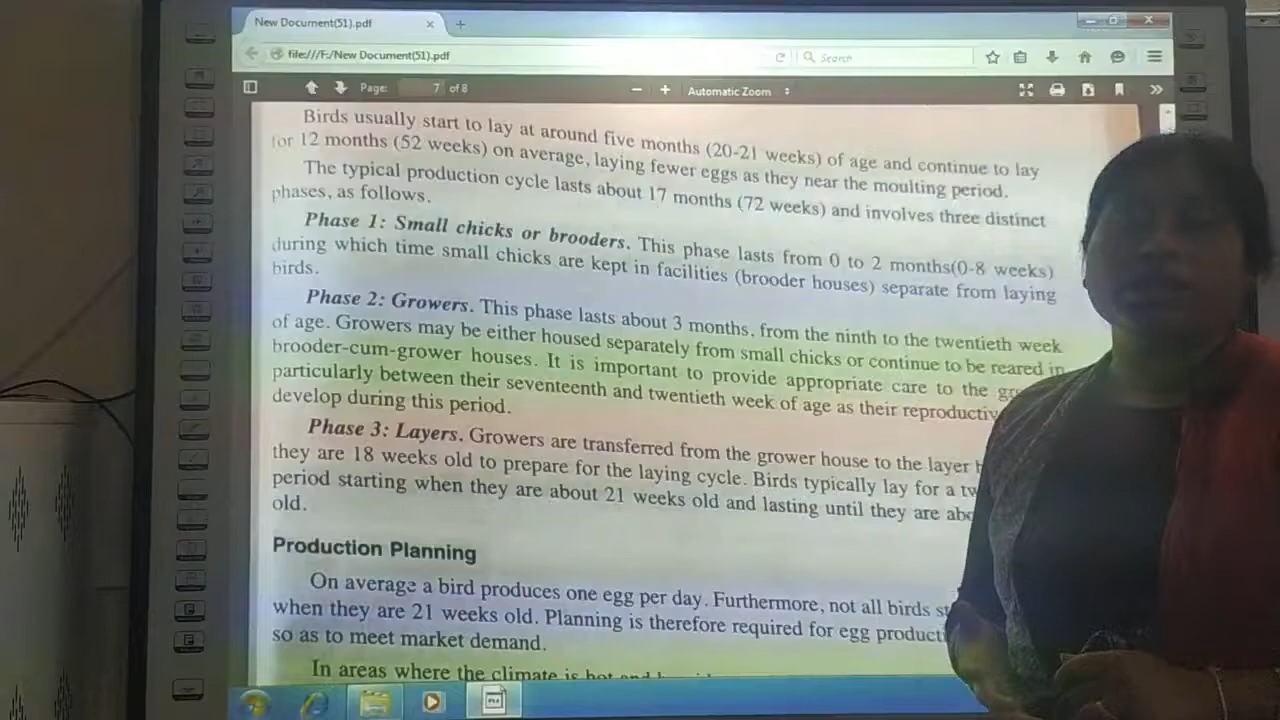 New Document(51).pdf
file:///F:/New Document(51).pdf
Search
Page: 7 of 8
Automatic Zoom
Birds usually start to lay at around five months (20-21 weeks) of age and continue to lay
for 12 months (52 weeks) on average, laying fewer eggs as they near the moulting period.
The typical production cycle lasts about 17 months (72 weeks) and involves three distinct
phases, as follows.
Phase 1: Small chicks or brooders. This phase lasts from 0 to 2 months(0-8 weeks)
during which time small chicks are kept in facilities (brooder houses) separate from laying
birds.
Phase 2: Growers. This phase lasts about 3 months, from the ninth to the twentieth week
of age. Growers may be either housed separately from small chicks or continue to be reared in
brooder-cum-grower houses. It is important to provide appropriate care to the
particularly between their seventeenth and twentieth week of age as their
develop during this period.
Phase 3: Layers. Growers are transferred from the grower house to the layer
they are 18 weeks old to prepare for the laying cycle. Birds typically lay for a
period starting when they are about 21 weeks old and lasting until they are
old.
Production Planning
On average a bird produces one egg per day. Furthermore, not all birds
when they are 21 weeks old. Planning is therefore required for egg
so as to meet market demand.
In areas where the climate is hot and